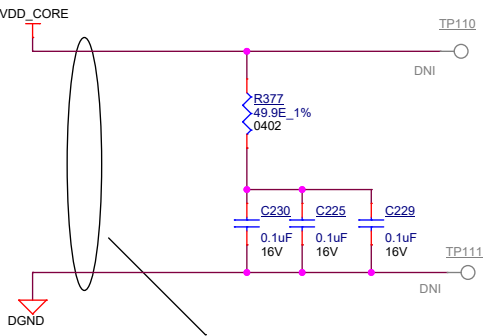 VDD_CORE
TP110
DNI
R377
49.9E_1%
0402
C230
0.1uF
16V
C225
0.1uF
16V
C229
0.1uF
16V
TP111
DNI
DGND